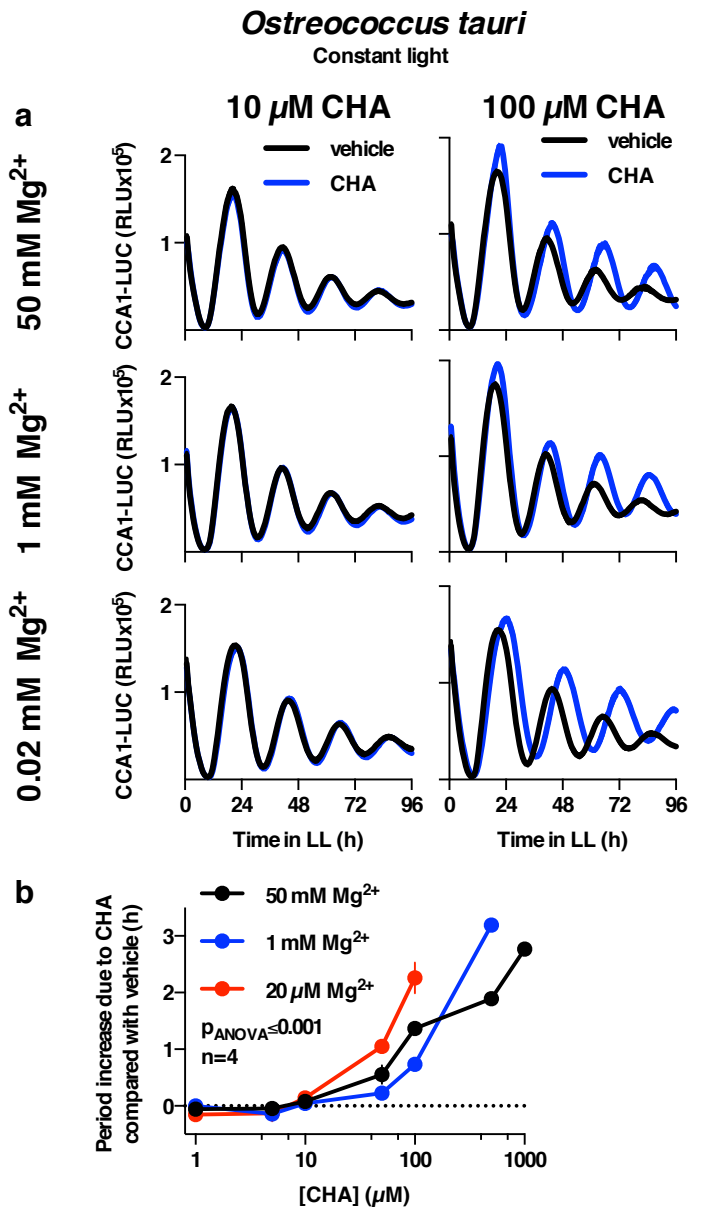 Ostreococcus tauri
Constant light
a
10 µM CHA
100 µM CHA
vehicle
CHA
vehicle
CHA
50 mM Mg²⁺
CCA1-LUC (RLUx10⁵)
2
1
1 mM Mg²⁺
CCA1-LUC (RLUx10⁵)
2
1
0.02 mM Mg²⁺
CCA1-LUC (RLUx10⁵)
2
1
0 24 48 72 96
0 24 48 72 96
Time in LL (h)
Time in LL (h)
b
50 mM Mg²⁺
1 mM Mg²⁺
20 µM Mg²⁺
pANOVA≤0.001
n=4
Period increase due to CHA
compared with vehicle (h)
3
2
1
0
1 10 100 1000
[CHA] (µM)